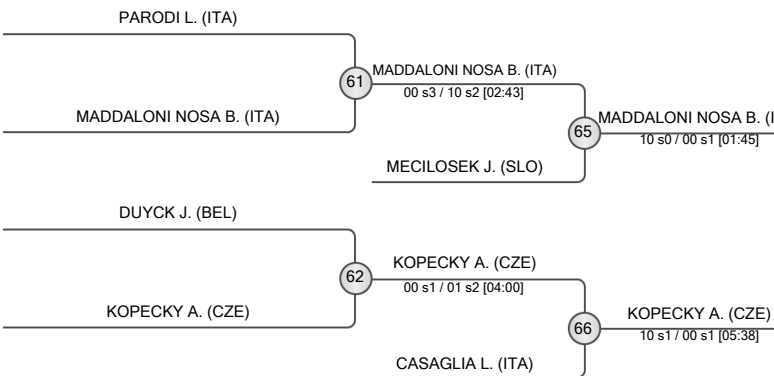 PARODI L. (ITA)
61
MADDALONI NOSA B. (ITA)
00 s3 / 10 s2 [02:43]
MADDALONI NOSA B. (ITA)
65
MADDALONI NOSA B. (I
10 s0 / 00 s1 [01:45]
MECILOSEK J. (SLO)
DUYCK J. (BEL)
62
KOPECKY A. (CZE)
00 s1 / 01 s2 [04:00]
KOPECKY A. (CZE)
66
KOPECKY A. (CZE)
10 s1 / 00 s1 [05:38]
CASAGLIA L. (ITA)